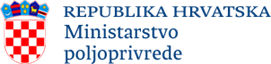 REPUBLIKA HRVATSKA
Ministarstvo
poljoprivrede